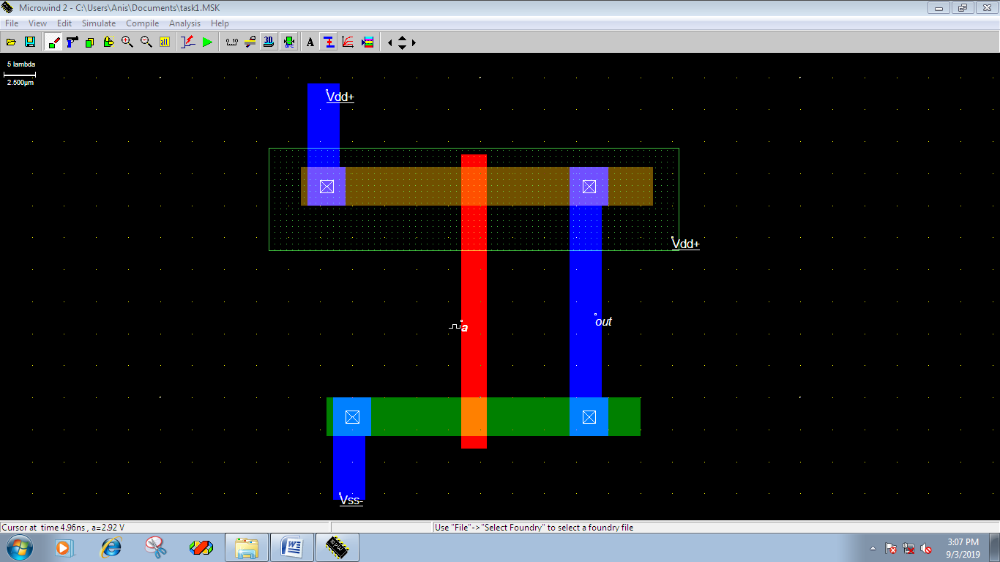 Microwind 2 - C:\Users\Anis\Documents\task1.MSK
File View Edit Simulate Compile Analysis Help
all 0..10 3D DRC A
5 lambda
2.500µm
Vdd+
Vdd+
a
out
Vss-
Cursor at time 4.96ns , a=2.92 V
Use "File"->"Select Foundry" to select a foundry file
3:07 PM
9/3/2019